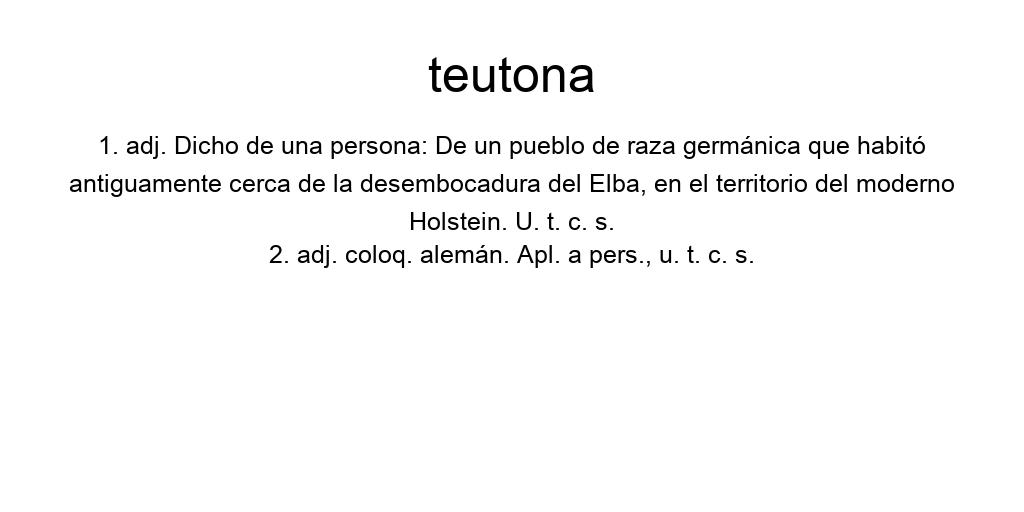 teutona
1. adj. Dicho de una persona: De un pueblo de raza germánica que habitó
antiguamente cerca de la desembocadura del Elba, en el territorio del moderno
Holstein. U. t. c. s.
2. adj. coloq. alemán. Apl. a pers., u. t. c. s.